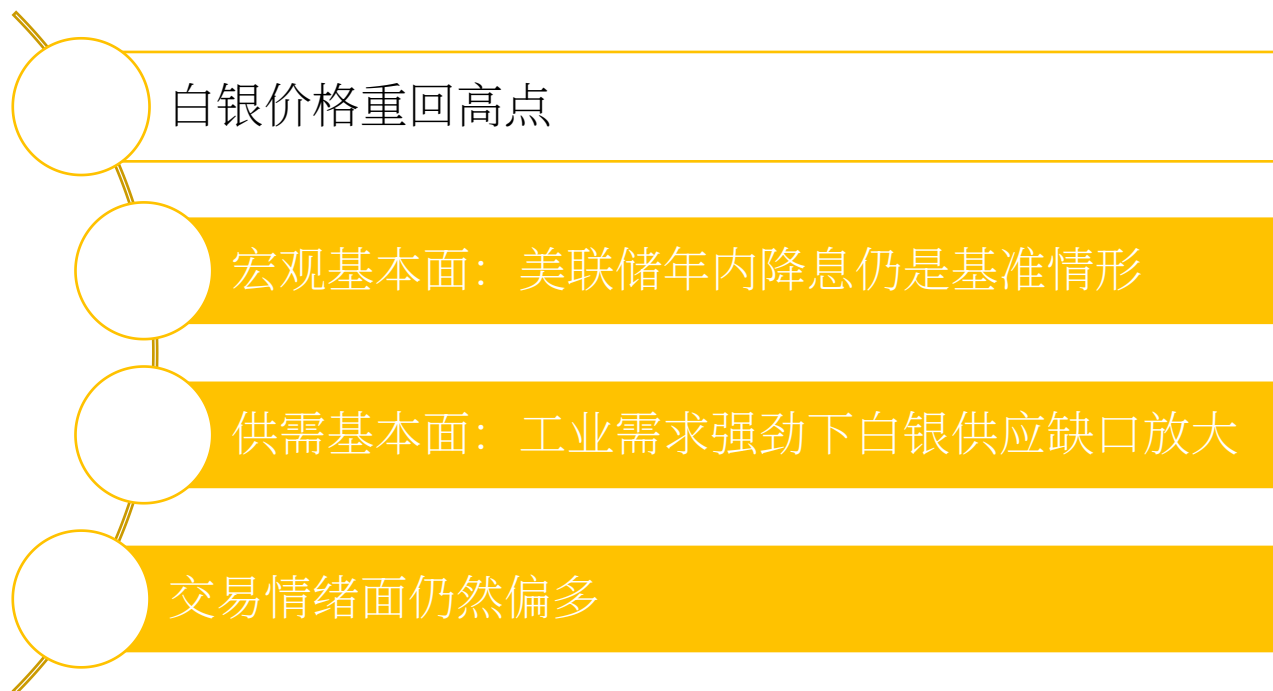 白银价格重回高点
宏观基本面：美联储年内降息仍是基准情形
供需基本面：工业需求强劲下白银供应缺口放大
交易情绪面仍然偏多